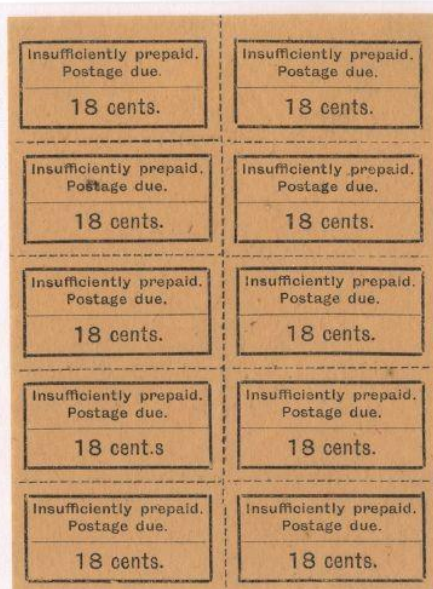 Insufficiently prepaid.
Postage due.
18 cents.
Insufficiently prepaid.
Postage due.
18 cents.
Insufficiently prepaid.
Postage due.
18 cents.
Insufficiently prepaid.
Postage due.
18 cents.
Insufficiently prepaid.
Postage due.
18 cents.
Insufficiently prepaid.
Postage due.
18 cents.
Insufficiently prepaid.
Postage due.
18 cent.s
Insufficiently prepaid.
Postage due.
18 cents.
Insufficiently prepaid.
Postage due.
18 cents.
Insufficiently prepaid.
Postage due.
18 cents.